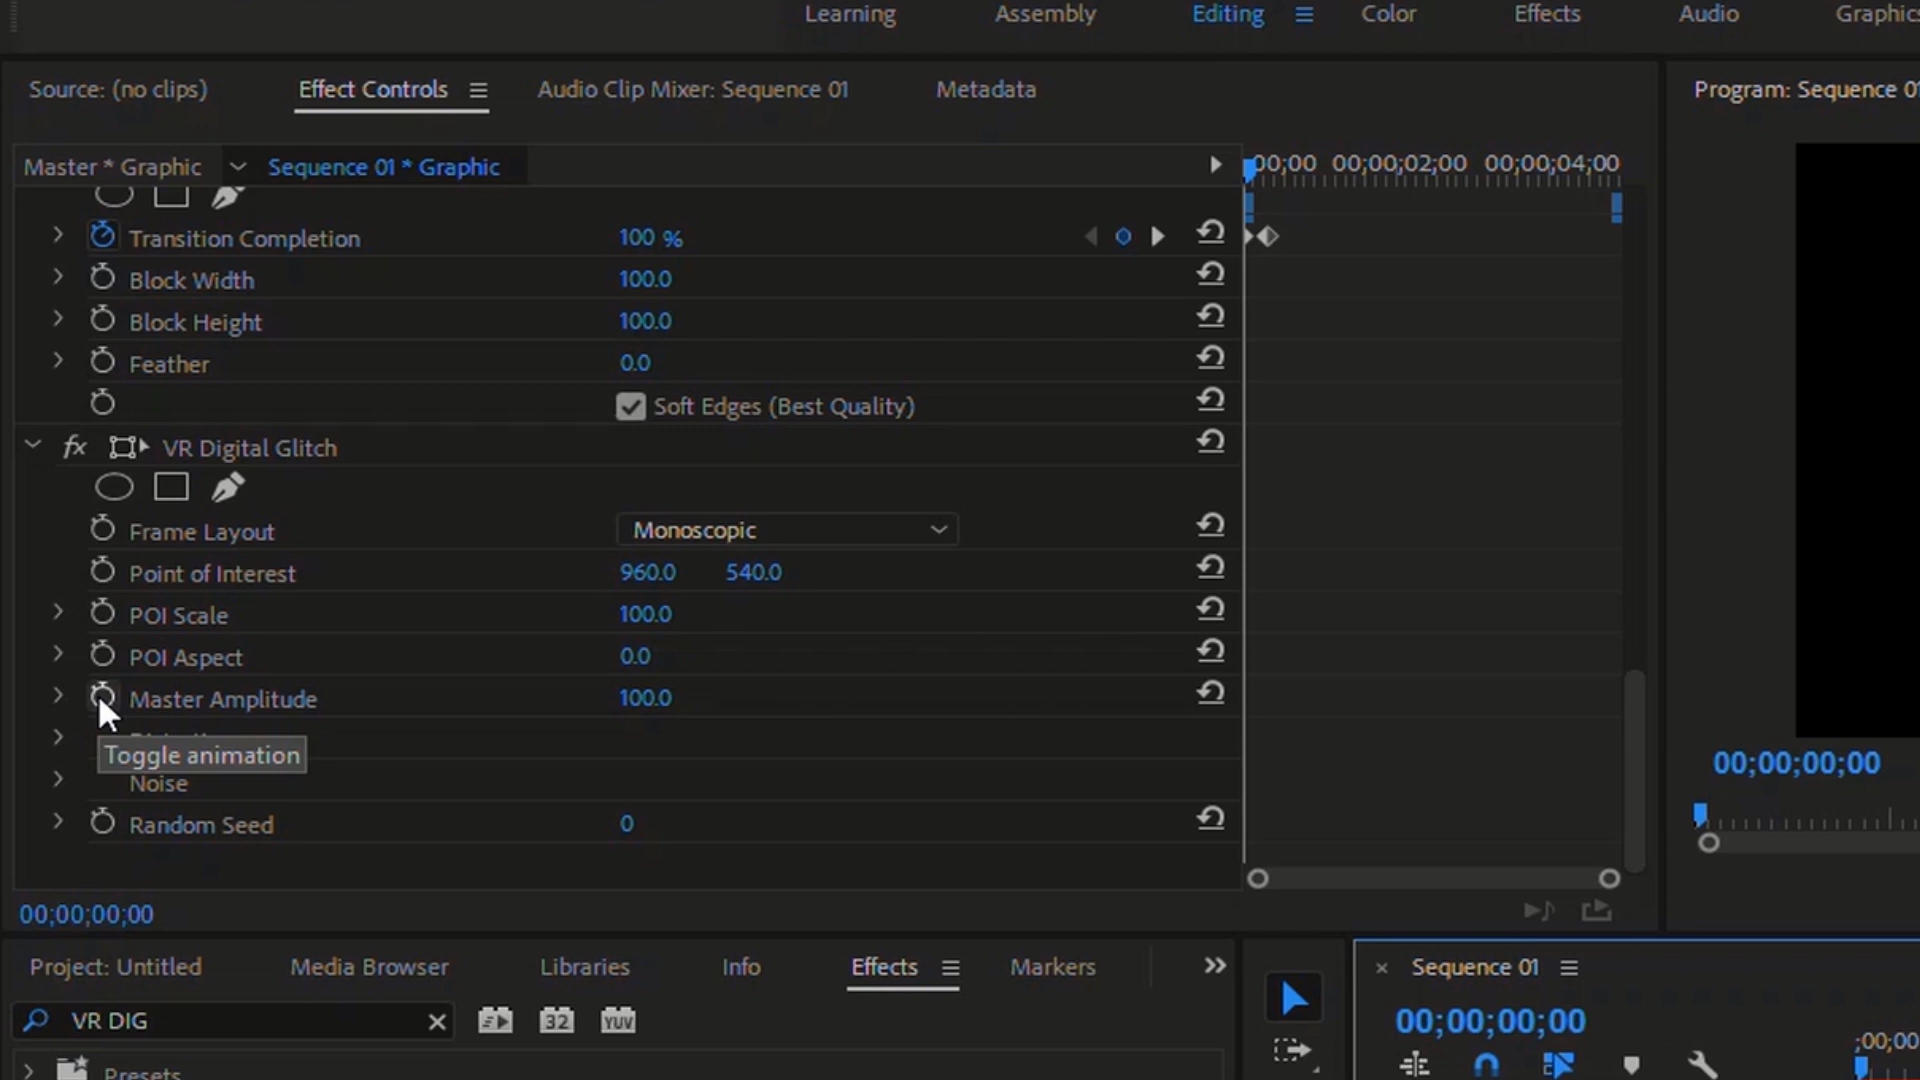 Learning Assembly Editing Color Effects Audio Graphics
Source: (no clips) Effect Controls Audio Clip Mixer: Sequence 01 Metadata
Program: Sequence 01
Master * Graphic Sequence 01 * Graphic
00;00 00;00;02;00 00;00;04;00
Transition Completion 100 %
Block Width 100.0
Block Height 100.0
Feather 0.0
Soft Edges (Best Quality)
fx VR Digital Glitch
Frame Layout Monoscopic
Point of Interest 960.0 540.0
POI Scale 100.0
POI Aspect 0.0
Master Amplitude 100.0
Toggle animation
Noise
Random Seed 0
00;00;00;00
00;00;00;00
Project: Untitled Media Browser Libraries Info Effects Markers
VR DIG
32 YUV
Presets
Sequence 01
00;00;00;00
;00;00